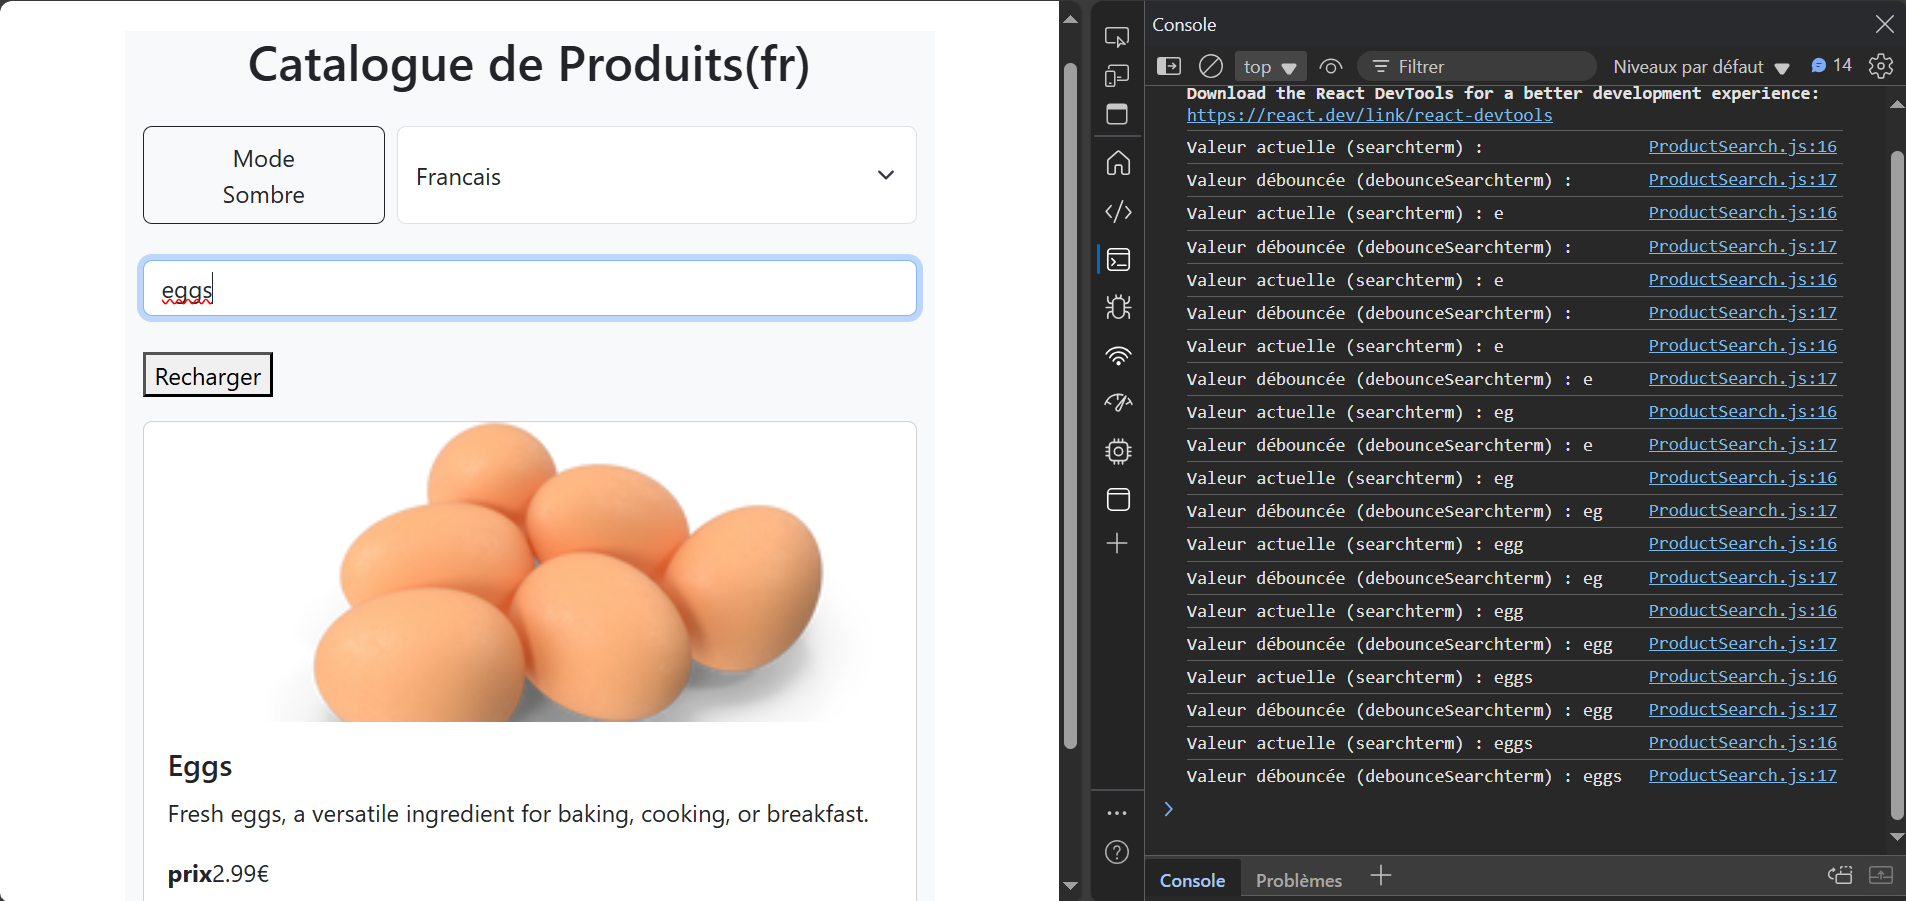 Catalogue de Produits(fr)
Mode
Sombre
Francais
eggs
Recharger
Eggs
Fresh eggs, a versatile ingredient for baking, cooking, or breakfast.
prix2.99€
Console
top
Filtrer
Niveaux par défaut
14
Download the React DevTools for a better development experience:
https://react.dev/link/react-devtools
Valeur actuelle (searchterm) : ProductSearch.js:16
Valeur débouncée (debounceSearchterm) : ProductSearch.js:17
Valeur actuelle (searchterm) : e ProductSearch.js:16
Valeur débouncée (debounceSearchterm) : ProductSearch.js:17
Valeur actuelle (searchterm) : e ProductSearch.js:16
Valeur débouncée (debounceSearchterm) : ProductSearch.js:17
Valeur actuelle (searchterm) : e ProductSearch.js:16
Valeur débouncée (debounceSearchterm) : e ProductSearch.js:17
Valeur actuelle (searchterm) : eg ProductSearch.js:16
Valeur débouncée (debounceSearchterm) : e ProductSearch.js:17
Valeur actuelle (searchterm) : eg ProductSearch.js:16
Valeur débouncée (debounceSearchterm) : eg ProductSearch.js:17
Valeur actuelle (searchterm) : egg ProductSearch.js:16
Valeur débouncée (debounceSearchterm) : eg ProductSearch.js:17
Valeur actuelle (searchterm) : egg ProductSearch.js:16
Valeur débouncée (debounceSearchterm) : egg ProductSearch.js:17
Valeur actuelle (searchterm) : eggs ProductSearch.js:16
Valeur débouncée (debounceSearchterm) : egg ProductSearch.js:17
Valeur actuelle (searchterm) : eggs ProductSearch.js:16
Valeur débouncée (debounceSearchterm) : eggs ProductSearch.js:17
Console
Problèmes